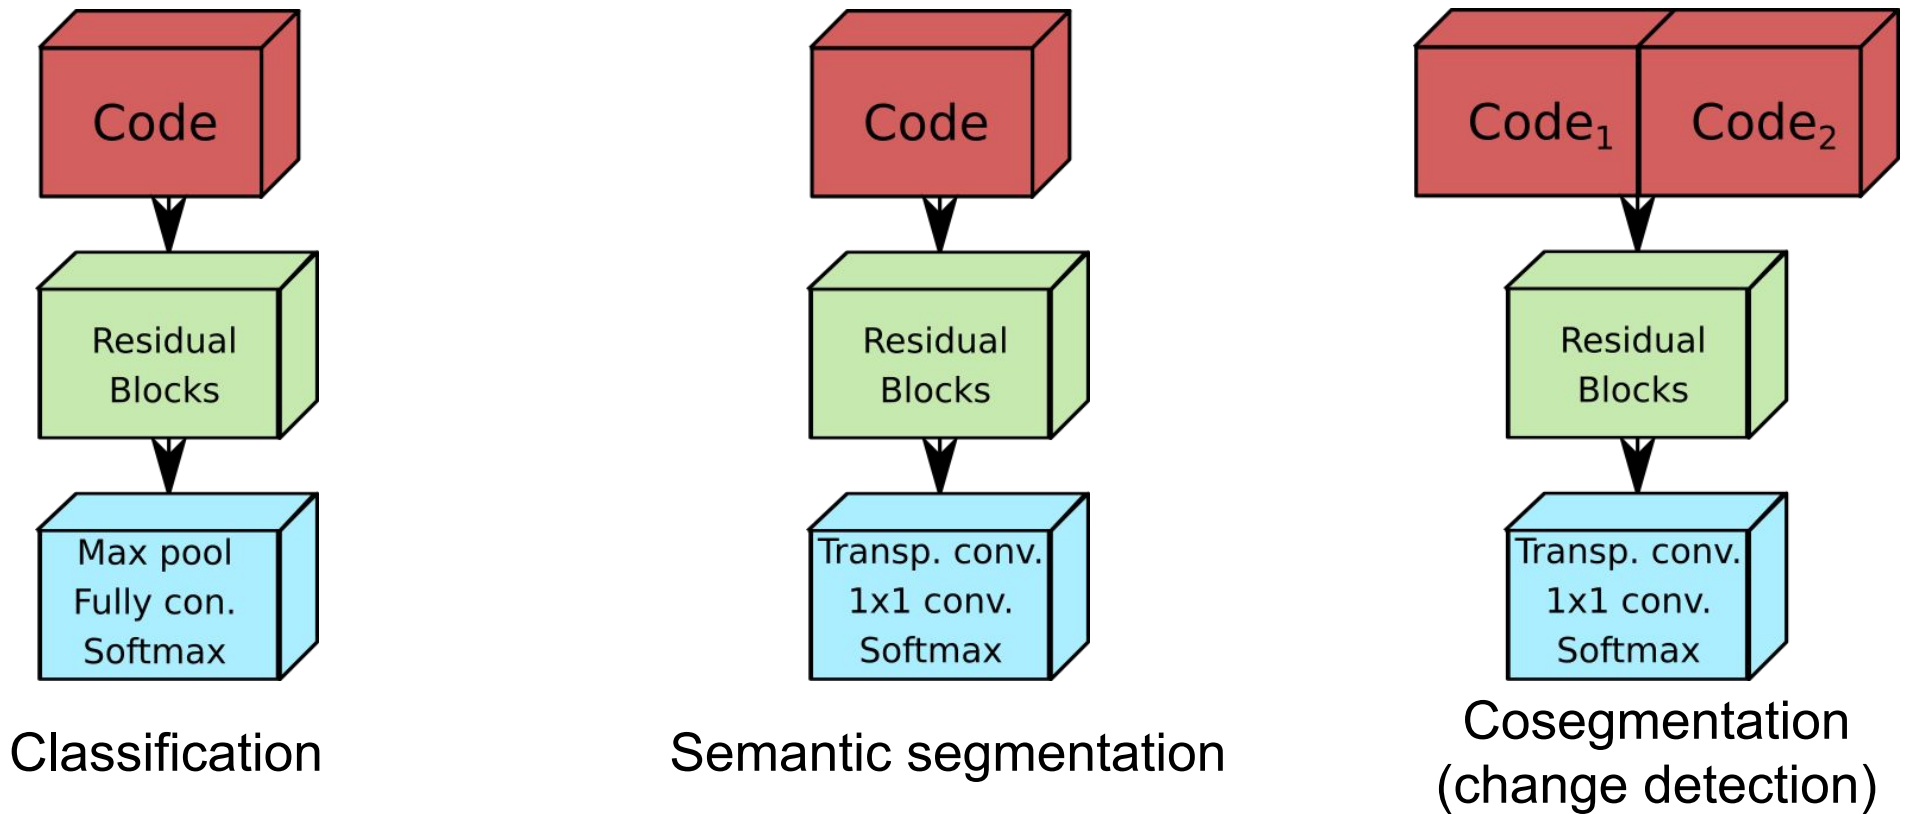 Code
Residual
Blocks
Max pool
Fully con.
Softmax
Classification
Code
Residual
Blocks
Transp. conv.
1x1 conv.
Softmax
Semantic segmentation
Code₁
Code₂
Residual
Blocks
Transp. conv.
1x1 conv.
Softmax
Cosegmentation
(change detection)